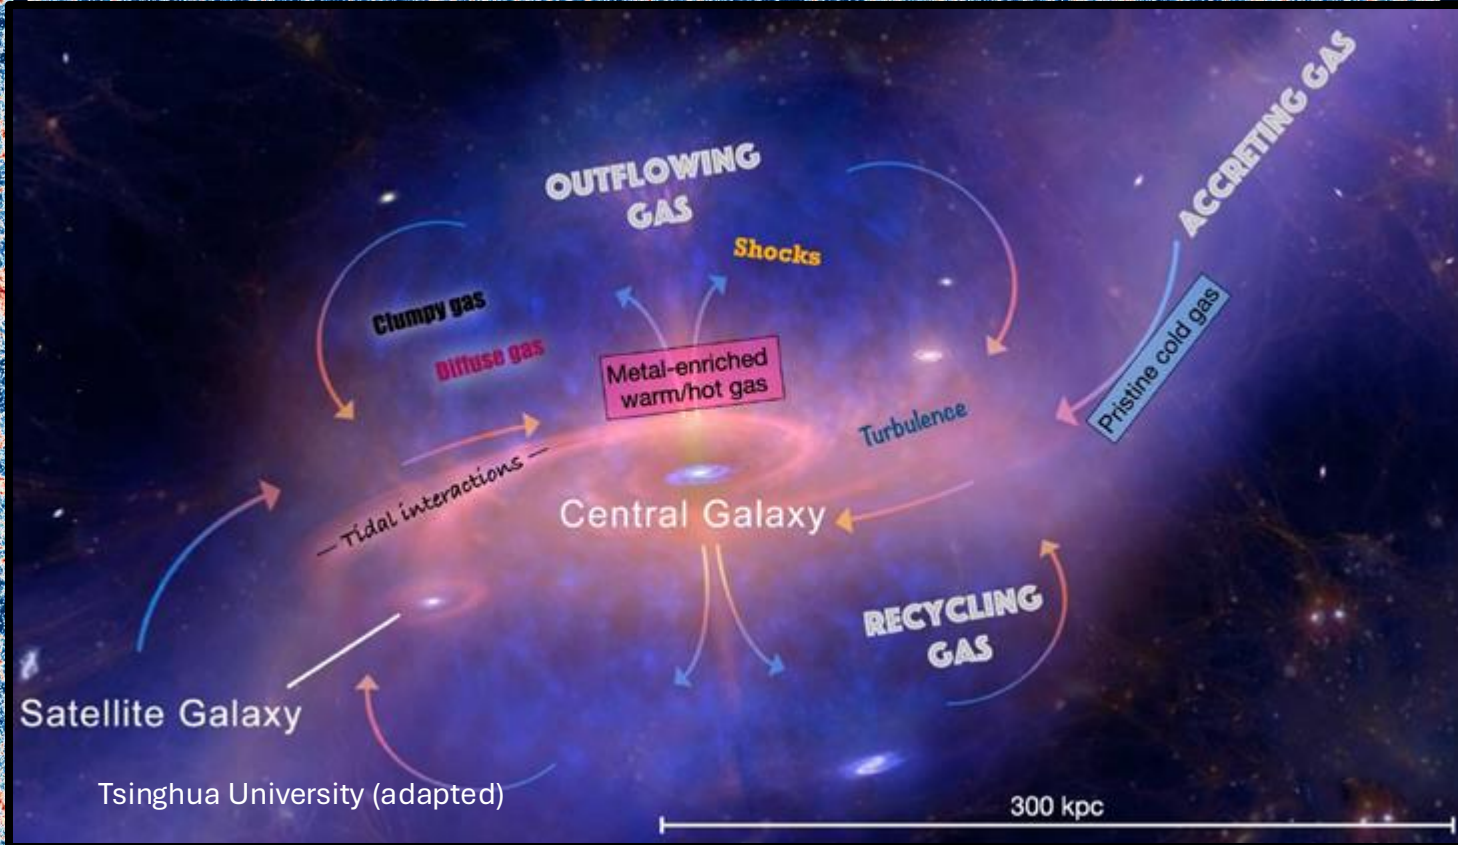 ACCRETING GAS
OUTFLOWING
GAS
Shocks
Clumpy gas
Diffuse gas
Metal-enriched
warm/hot gas
Pristine cold gas
Turbulence
— Tidal interactions —
Central Galaxy
RECYCLING
GAS
Satellite Galaxy
Tsinghua University (adapted)
300 kpc